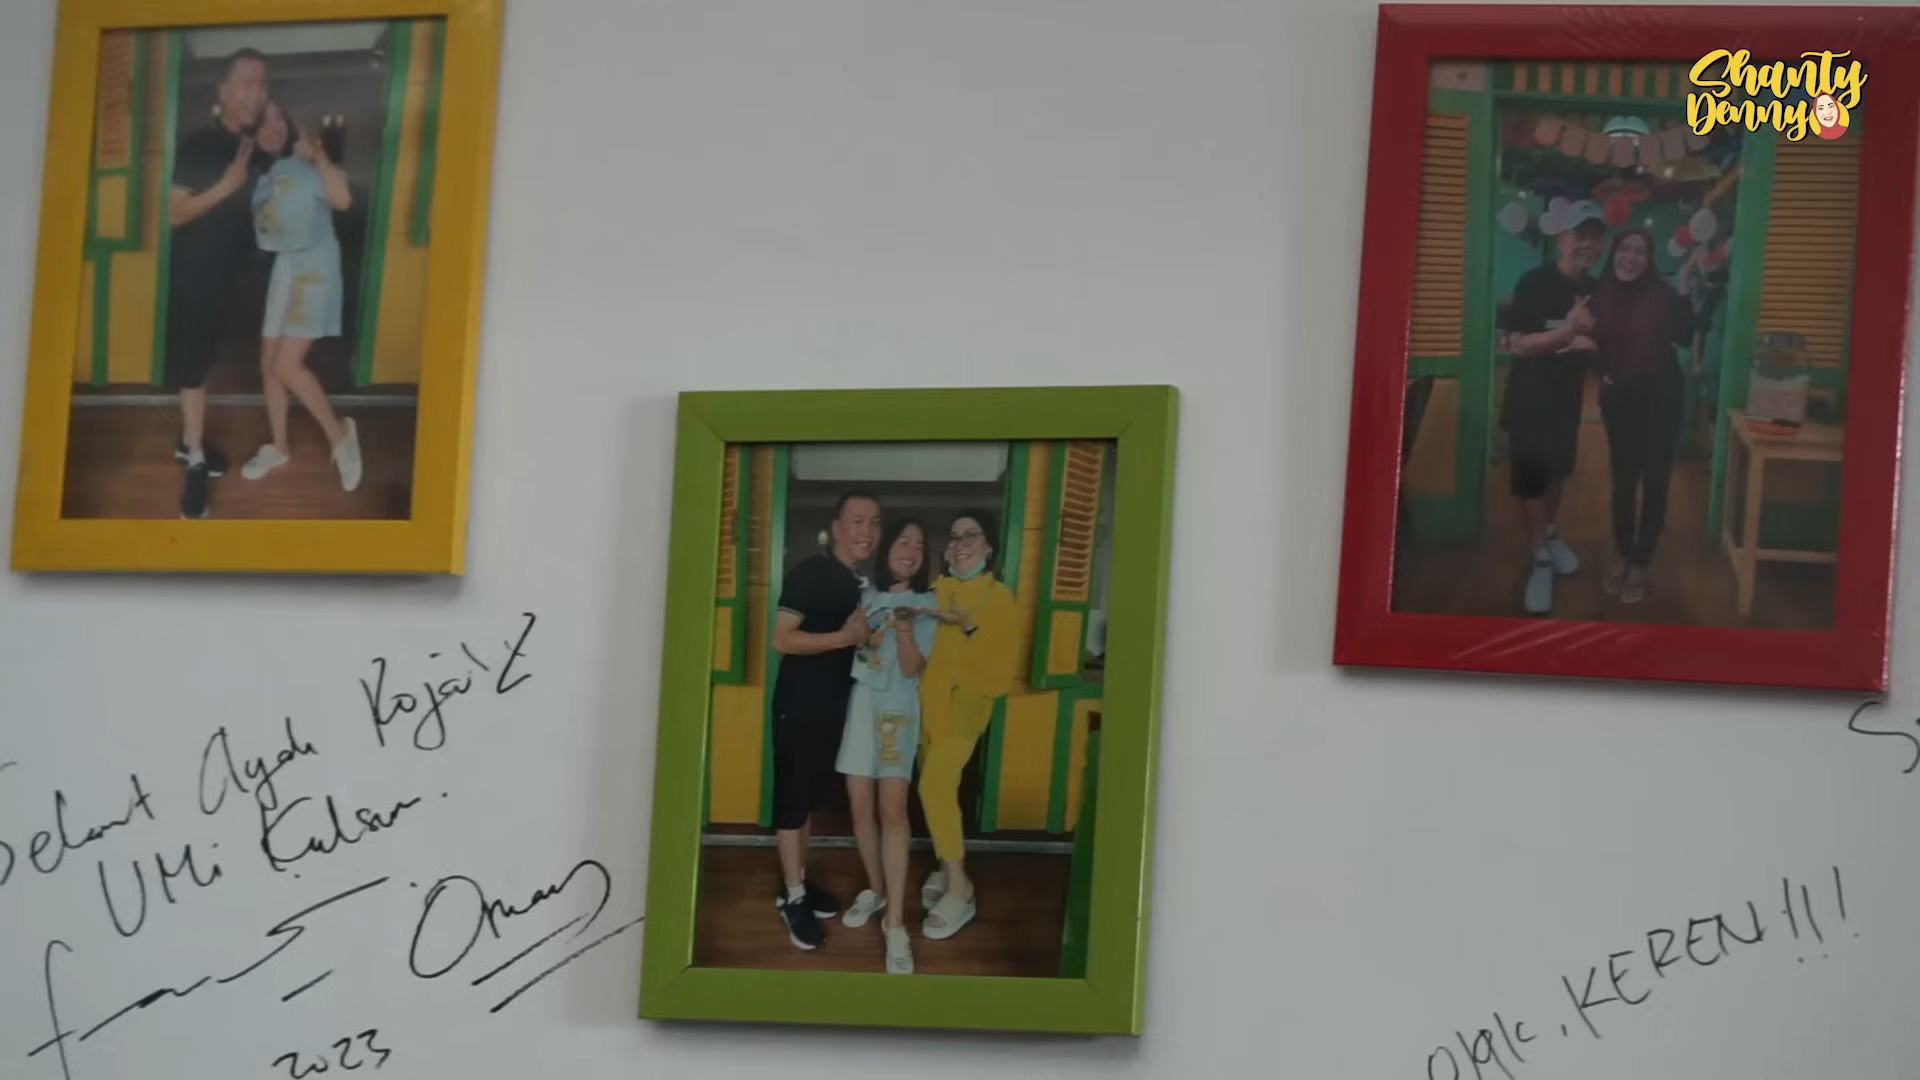 Shanty
Denny
Selamat Ayah Rojali
UMi Kulsum.
2023
KEREN!!!